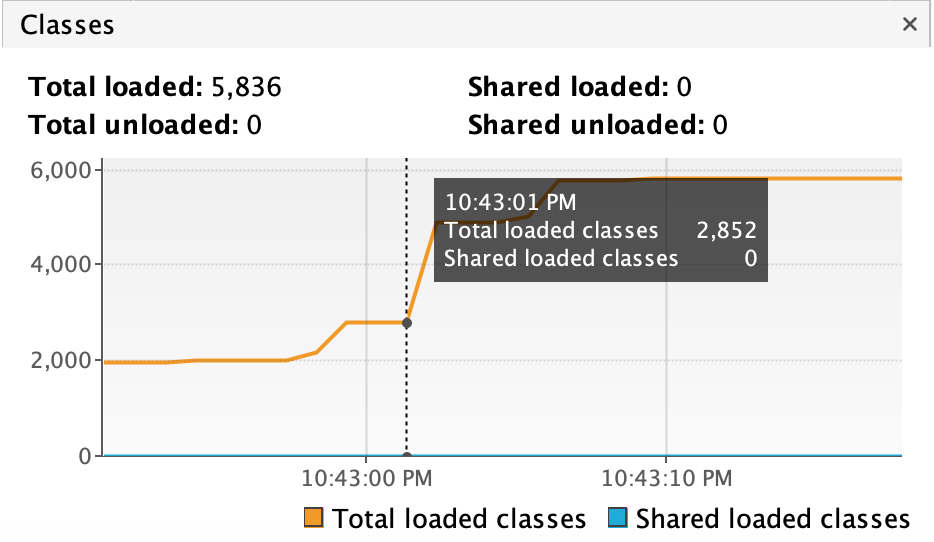 Classes ×
Total loaded: 5,836 Shared loaded: 0
Total unloaded: 0 Shared unloaded: 0
6,000
10:43:01 PM
Total loaded classes 2,852
4,000 Shared loaded classes 0
2,000
0
10:43:00 PM 10:43:10 PM
Total loaded classes Shared loaded classes